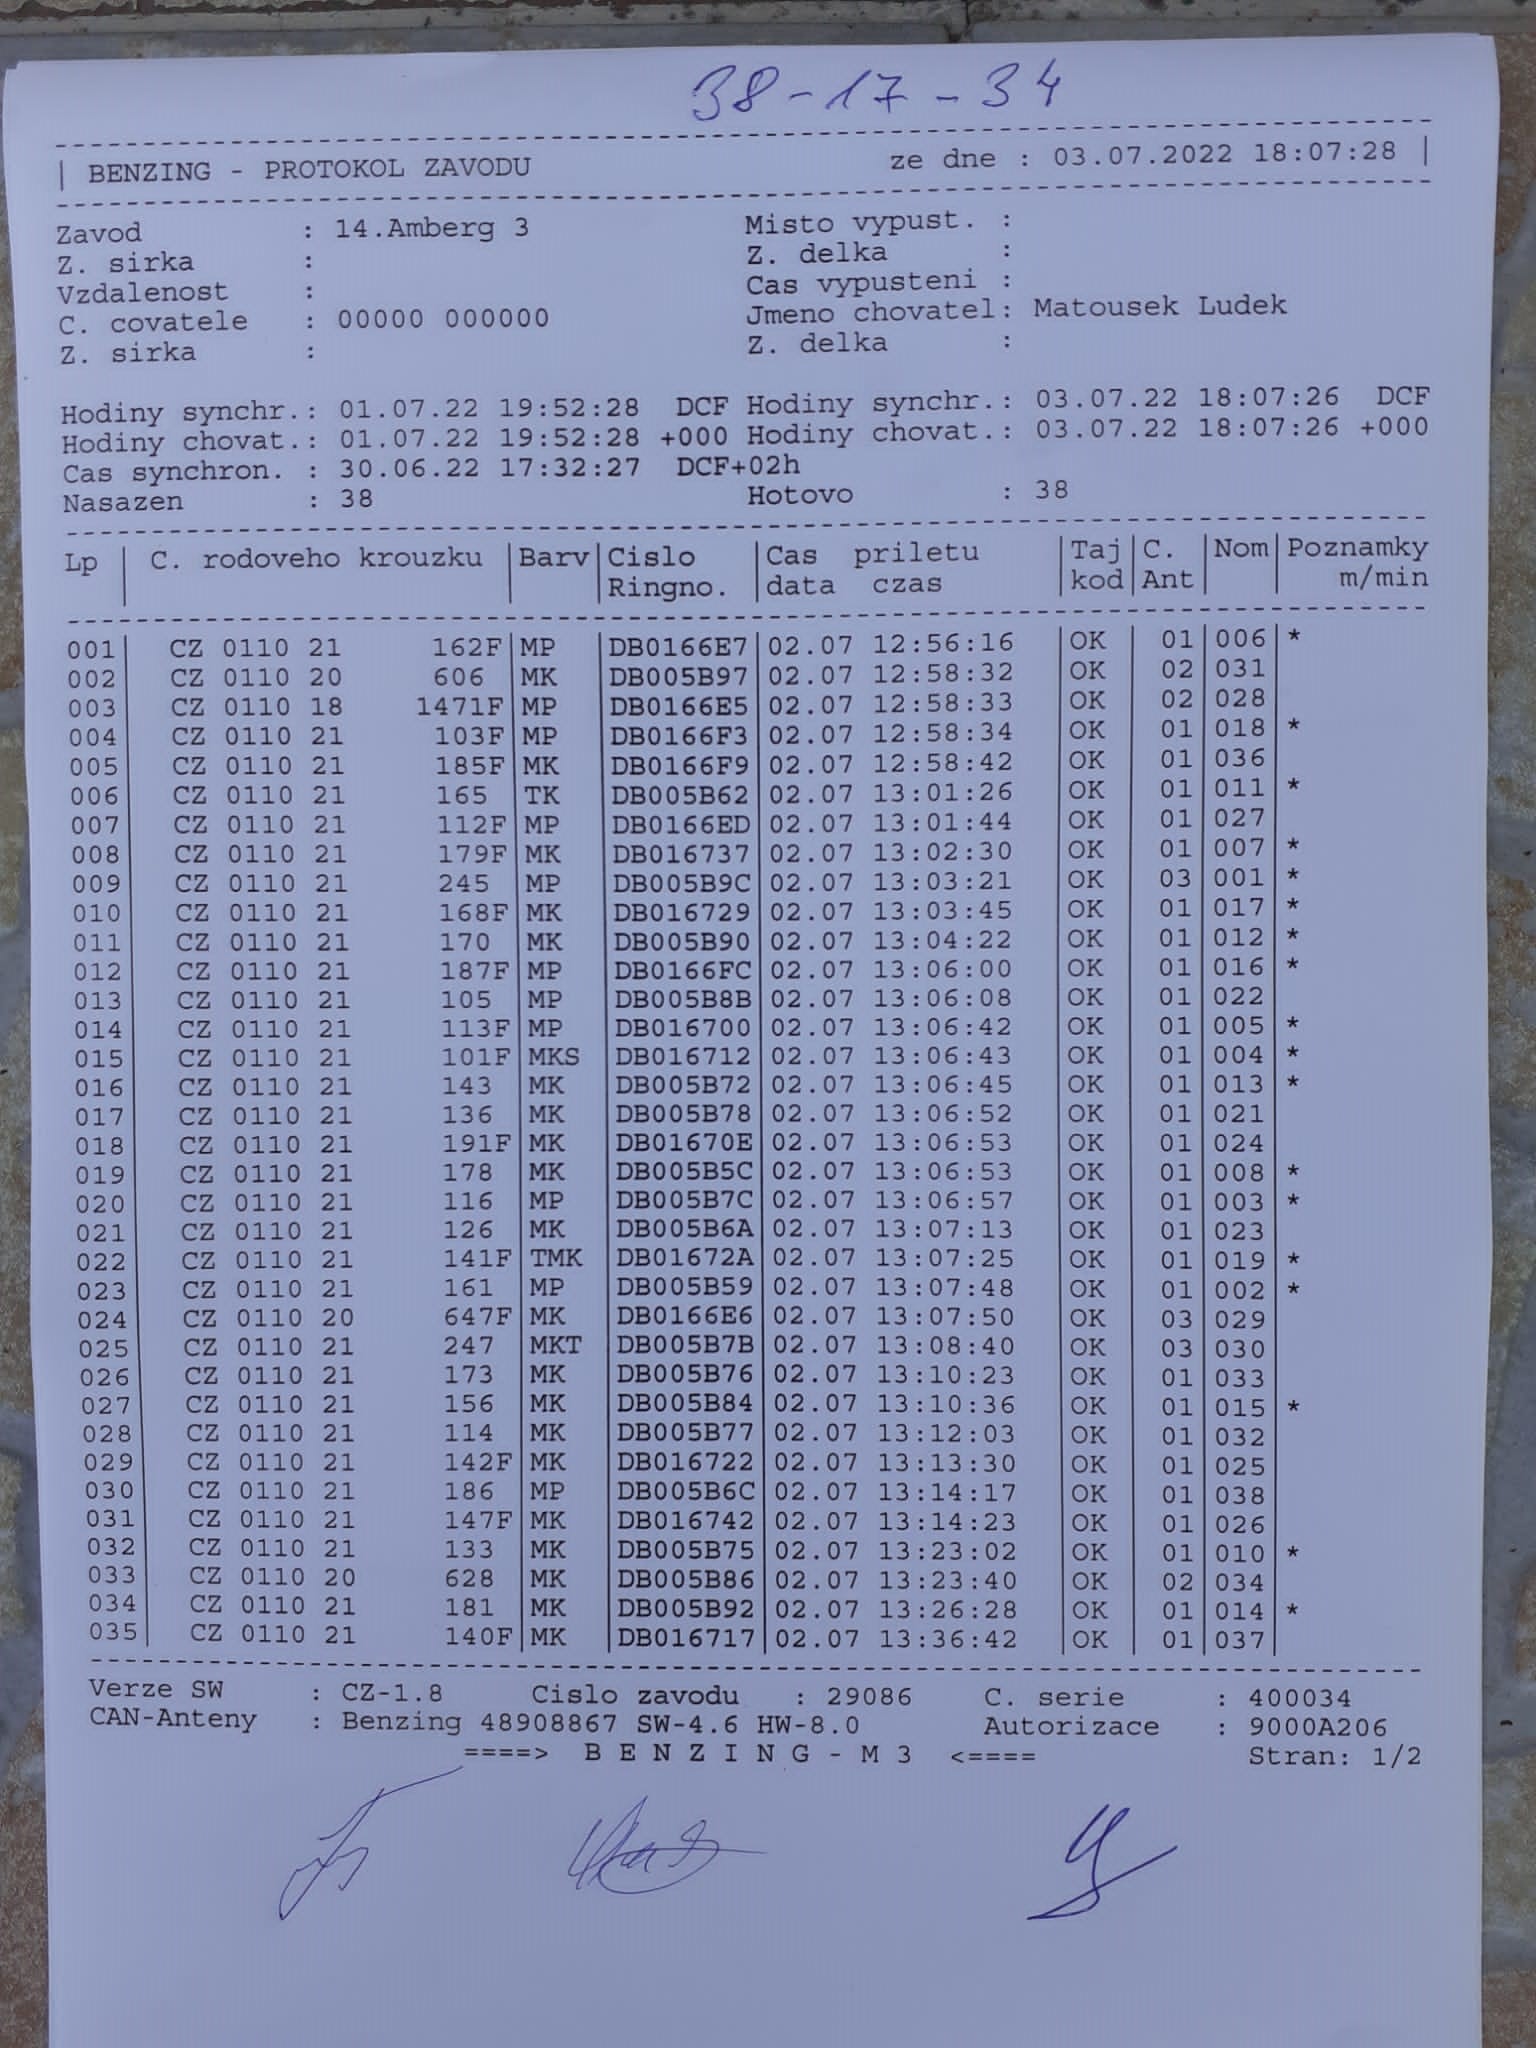 38-17-34
| BENZING - PROTOKOL ZAVODU ze dne : 03.07.2022 18:07:28 |
Zavod : 14.Amberg 3 Misto vypust. :
Z. sirka : Z. delka :
Vzdalenost : Cas vypusteni :
C. covatele : 00000 000000 Jmeno chovatel: Matousek Ludek
Z. sirka : Z. delka :
Hodiny synchr.: 01.07.22 19:52:28 DCF Hodiny synchr.: 03.07.22 18:07:26 DCF
Hodiny chovat.: 01.07.22 19:52:28 +000 Hodiny chovat.: 03.07.22 18:07:26 +000
Cas synchron. : 30.06.22 17:32:27 DCF+02h
Nasazen : 38 Hotovo : 38
Lp | C. rodoveho krouzku |Barv|Cislo |Cas priletu |Taj|C. |Nom|Poznamky
Ringno. |data czas |kod|Ant| | m/min
001| CZ 0110 21 162F|MP |DB0166E7|02.07 12:56:16 |OK | 01|006|*
002| CZ 0110 20 606 |MK |DB005B97|02.07 12:58:32 |OK | 02|031|
003| CZ 0110 18 1471F|MP |DB0166E5|02.07 12:58:33 |OK | 02|028|
004| CZ 0110 21 103F|MP |DB0166F3|02.07 12:58:34 |OK | 01|018|*
005| CZ 0110 21 185F|MK |DB0166F9|02.07 12:58:42 |OK | 01|036|
006| CZ 0110 21 165 |TK |DB005B62|02.07 13:01:26 |OK | 01|011|*
007| CZ 0110 21 112F|MP |DB0166ED|02.07 13:01:44 |OK | 01|027|
008| CZ 0110 21 179F|MK |DB016737|02.07 13:02:30 |OK | 01|007|*
009| CZ 0110 21 245 |MP |DB005B9C|02.07 13:03:21 |OK | 03|001|*
010| CZ 0110 21 168F|MK |DB016729|02.07 13:03:45 |OK | 01|017|*
011| CZ 0110 21 170 |MK |DB005B90|02.07 13:04:22 |OK | 01|012|*
012| CZ 0110 21 187F|MP |DB0166FC|02.07 13:06:00 |OK | 01|016|*
013| CZ 0110 21 105 |MP |DB005B8B|02.07 13:06:08 |OK | 01|022|
014| CZ 0110 21 113F|MP |DB016700|02.07 13:06:42 |OK | 01|005|*
015| CZ 0110 21 101F|MKS |DB016712|02.07 13:06:43 |OK | 01|004|*
016| CZ 0110 21 143 |MK |DB005B72|02.07 13:06:45 |OK | 01|013|*
017| CZ 0110 21 136 |MK |DB005B78|02.07 13:06:52 |OK | 01|021|
018| CZ 0110 21 191F|MK |DB01670E|02.07 13:06:53 |OK | 01|024|
019| CZ 0110 21 178 |MK |DB005B5C|02.07 13:06:53 |OK | 01|008|*
020| CZ 0110 21 116 |MP |DB005B7C|02.07 13:06:57 |OK | 01|003|*
021| CZ 0110 21 126 |MK |DB005B6A|02.07 13:07:13 |OK | 01|023|
022| CZ 0110 21 141F|TMK |DB01672A|02.07 13:07:25 |OK | 01|019|*
023| CZ 0110 21 161 |MP |DB005B59|02.07 13:07:48 |OK | 01|002|*
024| CZ 0110 20 647F|MK |DB0166E6|02.07 13:07:50 |OK | 03|029|
025| CZ 0110 21 247 |MKT |DB005B7B|02.07 13:08:40 |OK | 03|030|
026| CZ 0110 21 173 |MK |DB005B76|02.07 13:10:23 |OK | 01|033|
027| CZ 0110 21 156 |MK |DB005B84|02.07 13:10:36 |OK | 01|015|*
028| CZ 0110 21 114 |MK |DB005B77|02.07 13:12:03 |OK | 01|032|
029| CZ 0110 21 142F|MK |DB016722|02.07 13:13:30 |OK | 01|025|
030| CZ 0110 21 186 |MP |DB005B6C|02.07 13:14:17 |OK | 01|038|
031| CZ 0110 21 147F|MK |DB016742|02.07 13:14:23 |OK | 01|026|
032| CZ 0110 21 133 |MK |DB005B75|02.07 13:23:02 |OK | 01|010|*
033| CZ 0110 20 628 |MK |DB005B86|02.07 13:23:40 |OK | 02|034|
034| CZ 0110 21 181 |MK |DB005B92|02.07 13:26:28 |OK | 01|014|*
035| CZ 0110 21 140F|MK |DB016717|02.07 13:36:42 |OK | 01|037|
Verze SW : CZ-1.8 Cislo zavodu : 29086 C. serie : 400034
CAN-Anteny : Benzing 48908867 SW-4.6 HW-8.0 Autorizace : 9000A206
====> B E N Z I N G - M 3 <==== Stran: 1/2